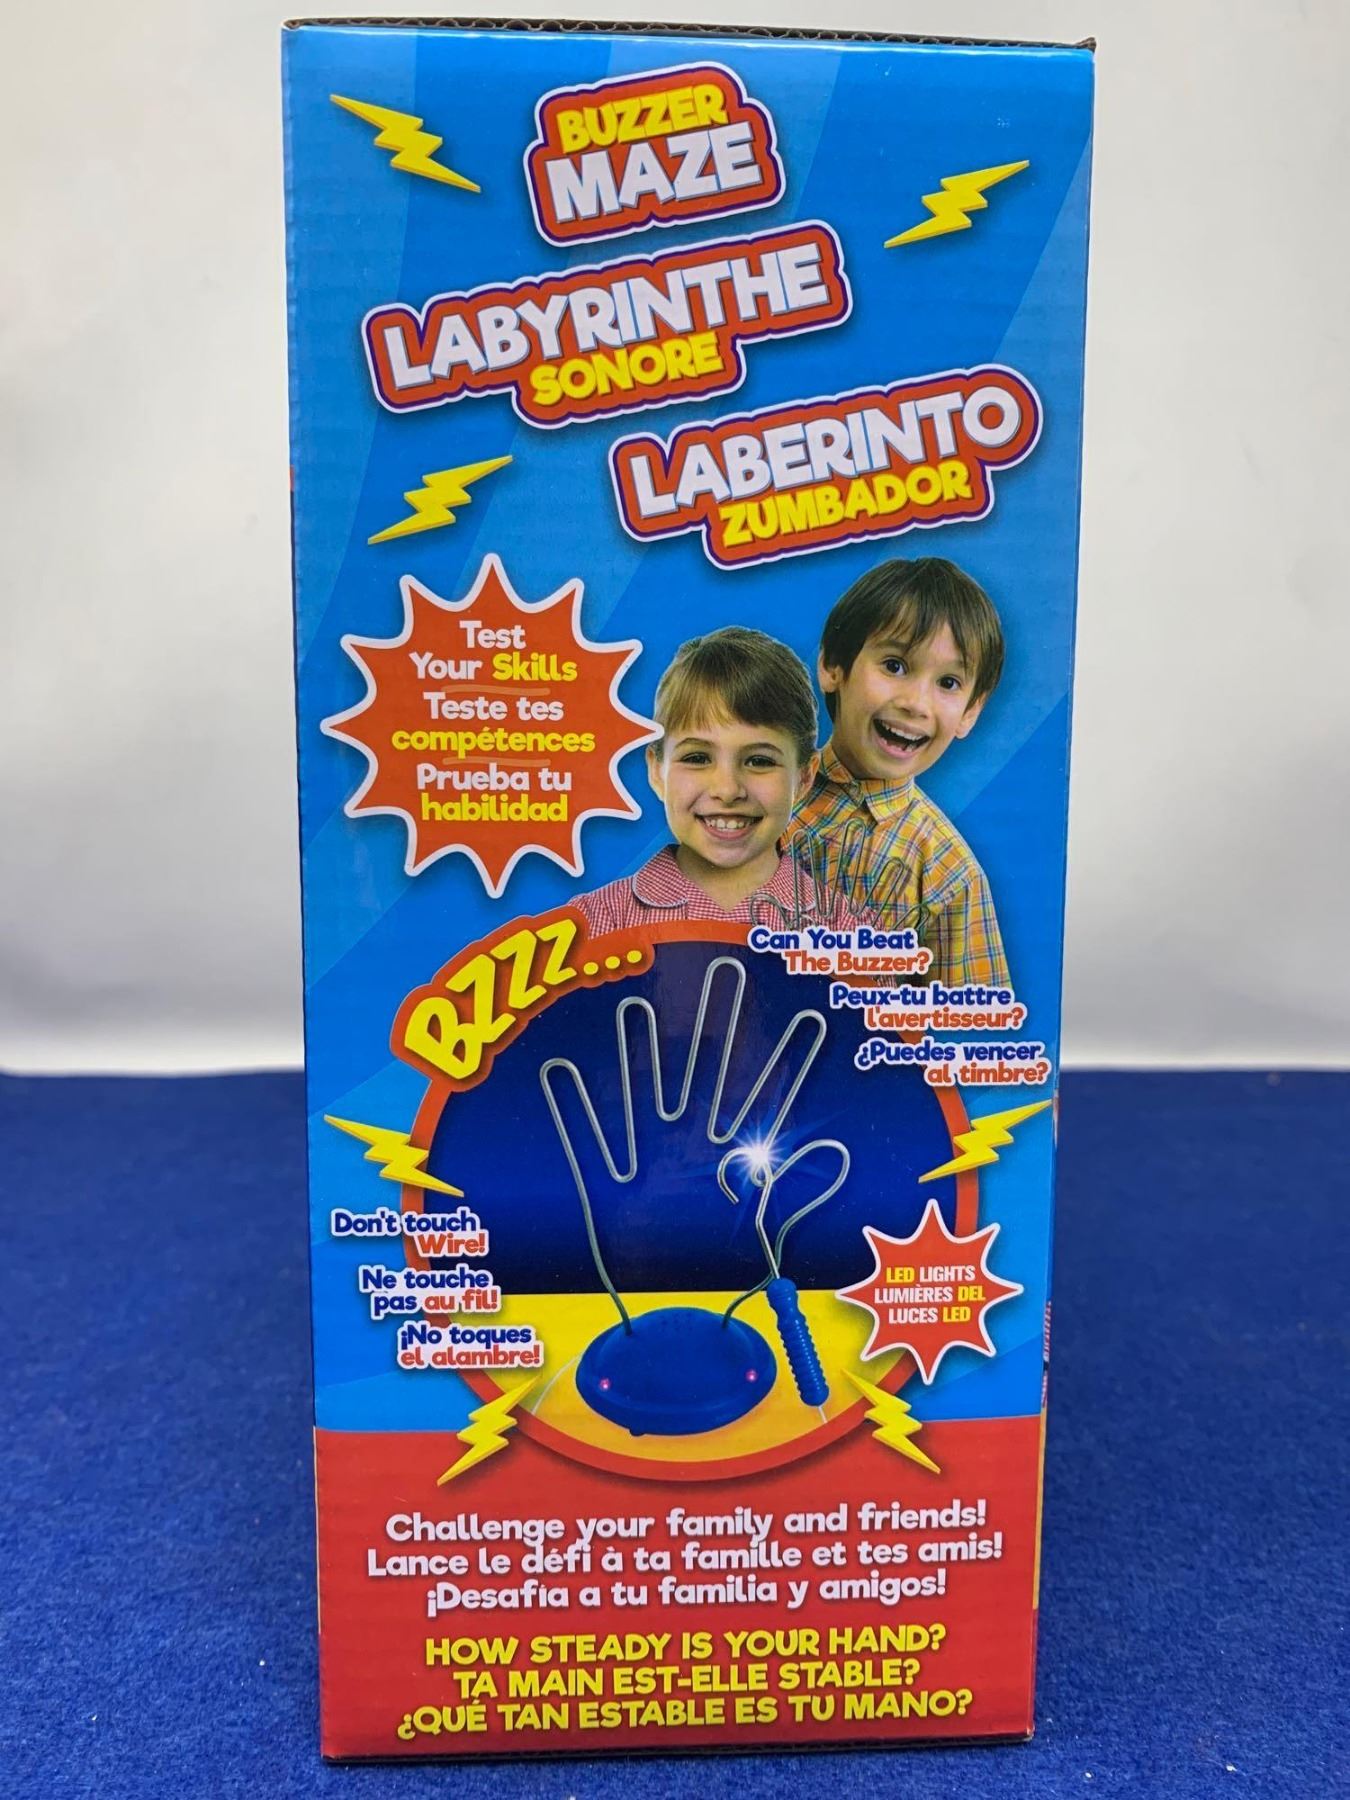 BUZZER
MAZE
LABYRINTHE
SONORE
LABERINTO
ZUMBADOR
Test
Your Skills
Teste tes
compétences
Prueba tu
habilidad
BZZZ...
Can You Beat
The Buzzer?
Peux-tu battre
l'avertisseur?
¿Puedes vencer
al timbre?
Don't touch
Wire!
Ne touche
pas au fil!
¡No toques
el alambre!
LED LIGHTS
LUMIÈRES DEL
LUCES LED
Challenge your family and friends!
Lance le défi à ta famille et tes amis!
¡Desafía a tu familia y amigos!
HOW STEADY IS YOUR HAND?
TA MAIN EST-ELLE STABLE?
¿QUÉ TAN ESTABLE ES TU MANO?